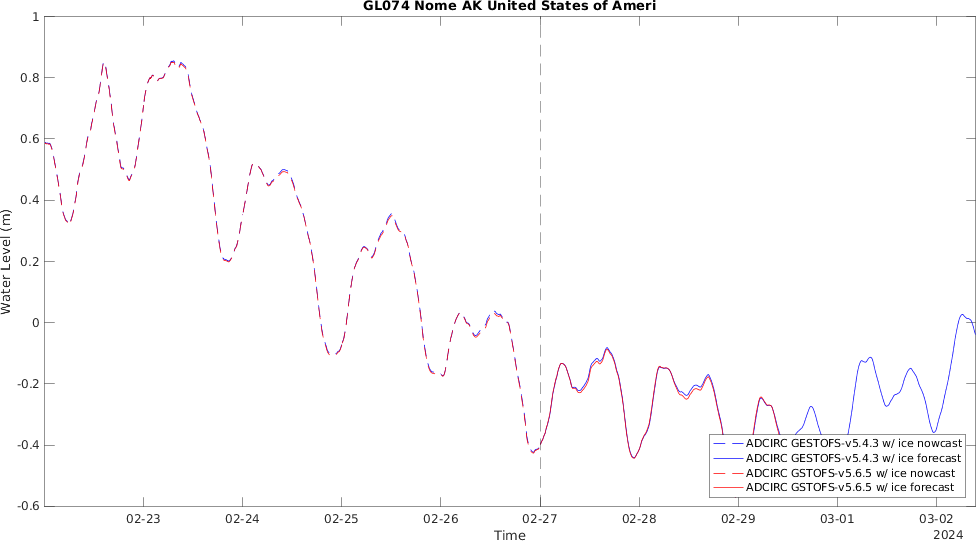 GL074 Nome AK United States of Ameri
1
0.8
0.6
0.4
0.2
0
-0.2
-0.4
-0.6
Water Level (m)
ADCIRC GESTOFS-v5.4.3 w/ ice nowcast
ADCIRC GESTOFS-v5.4.3 w/ ice forecast
ADCIRC GSTOFS-v5.6.5 w/ ice nowcast
ADCIRC GSTOFS-v5.6.5 w/ ice forecast
02-23 02-24 02-25 02-26 02-27 02-28 02-29 03-01 03-02
Time
2024